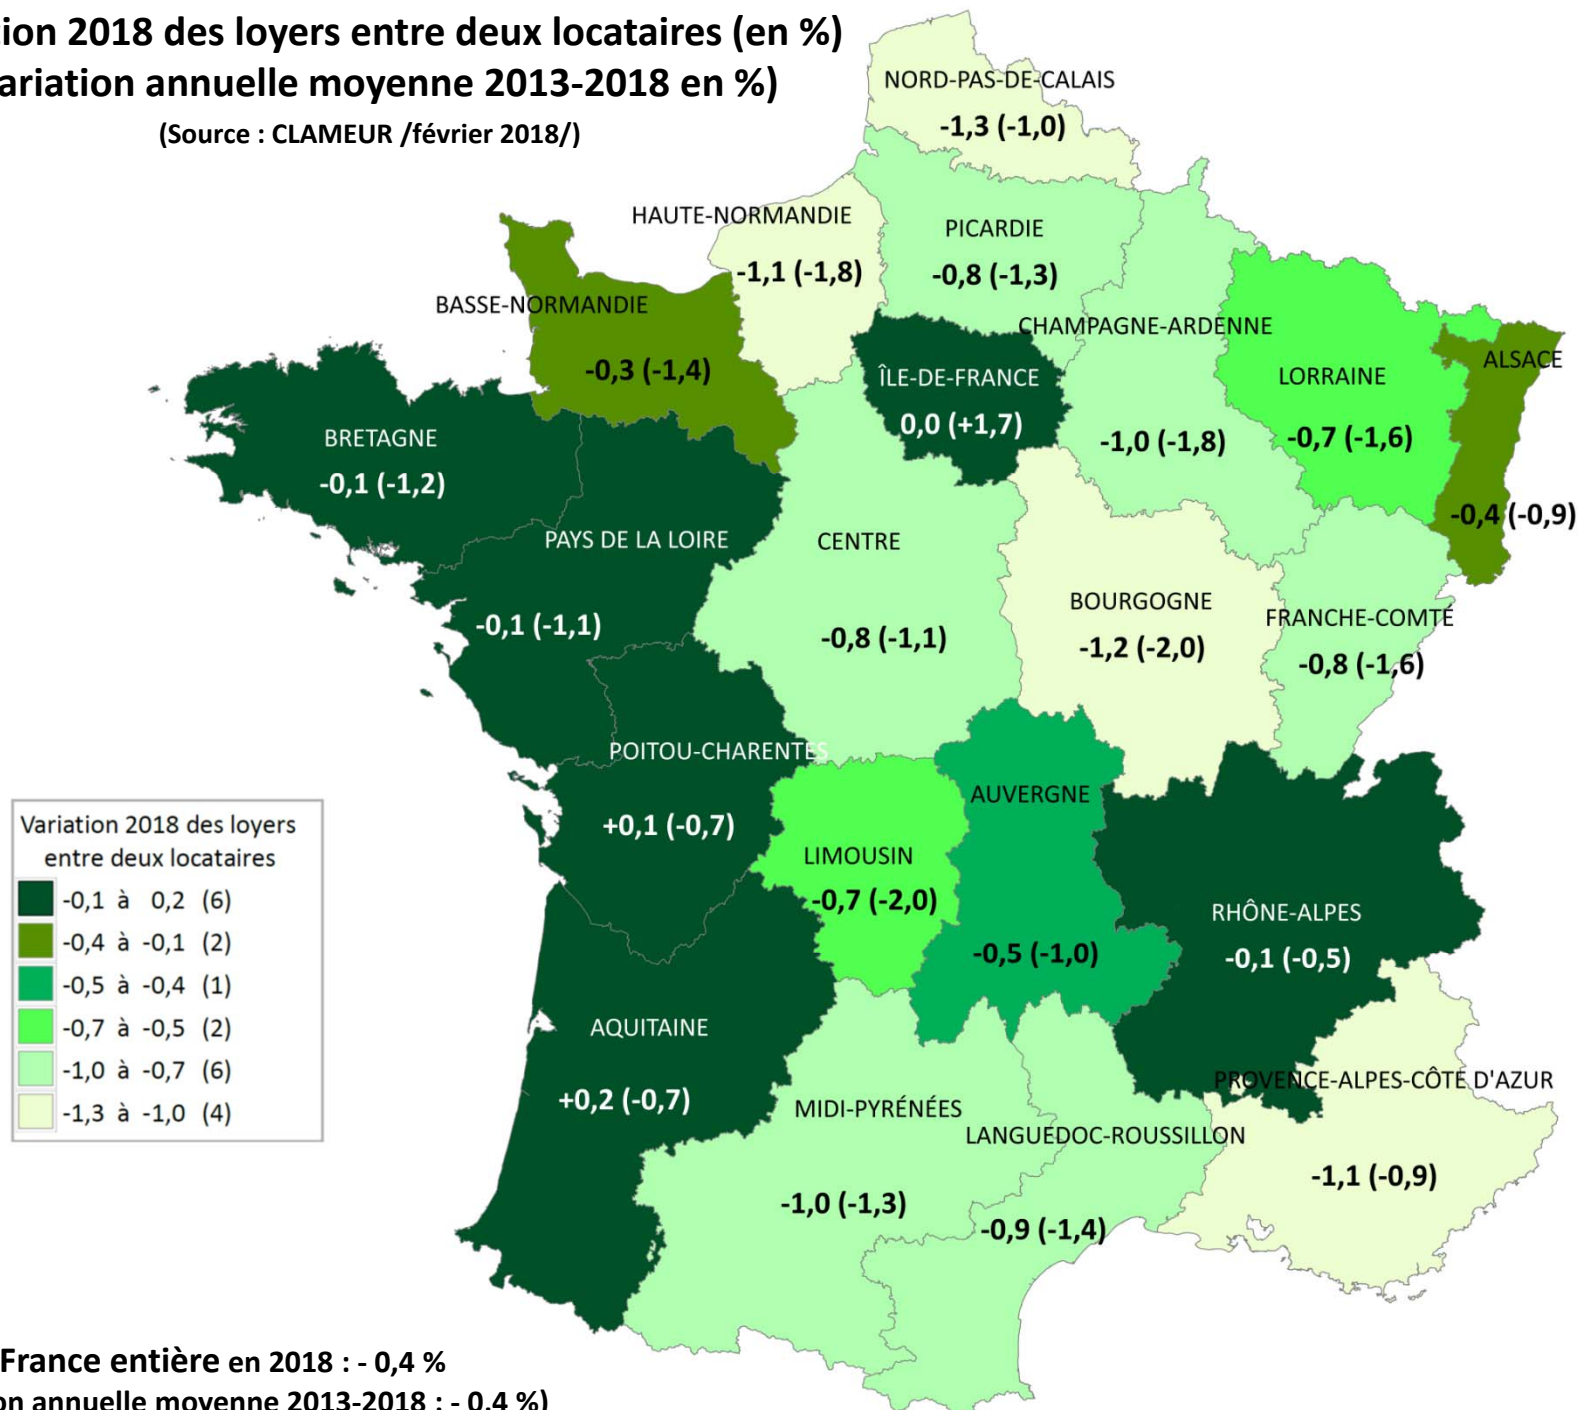 2018 des loyers entre deux locataires (en %)
annuelle moyenne 2013-2018 en %)
(Source : CLAMEUR /février 2018/)
NORD-PAS-DE-CALAIS
-1,3 (-1,0)
HAUTE-NORMANDIE
-1,1 (-1,8)
PICARDIE
-0,8 (-1,3)
BASSE-NORMANDIE
-0,3 (-1,4)
CHAMPAGNE-ARDENNE
-1,0 (-1,8)
ÎLE-DE-FRANCE
0,0 (+1,7)
LORRAINE
-0,7 (-1,6)
ALSACE
-0,4 (-0,9)
BRETAGNE
-0,1 (-1,2)
PAYS DE LA LOIRE
-0,1 (-1,1)
CENTRE
-0,8 (-1,1)
BOURGOGNE
-1,2 (-2,0)
FRANCHE-COMTÉ
-0,8 (-1,6)
POITOU-CHARENTES
+0,1 (-0,7)
LIMOUSIN
-0,7 (-2,0)
AUVERGNE
-0,5 (-1,0)
RHÔNE-ALPES
-0,1 (-0,5)
AQUITAINE
+0,2 (-0,7)
MIDI-PYRÉNÉES
-1,0 (-1,3)
LANGUEDOC-ROUSSILLON
-0,9 (-1,4)
PROVENCE-ALPES-CÔTE D'AZUR
-1,1 (-0,9)
Variation 2018 des loyers
entre deux locataires
-0,1 à 0,2 (6)
-0,4 à -0,1 (2)
-0,5 à -0,4 (1)
-0,7 à -0,5 (2)
-1,0 à -0,7 (6)
-1,3 à -1,0 (4)
France entière en 2018 : - 0,4 %
annuelle moyenne 2013-2018 : - 0,4 %)